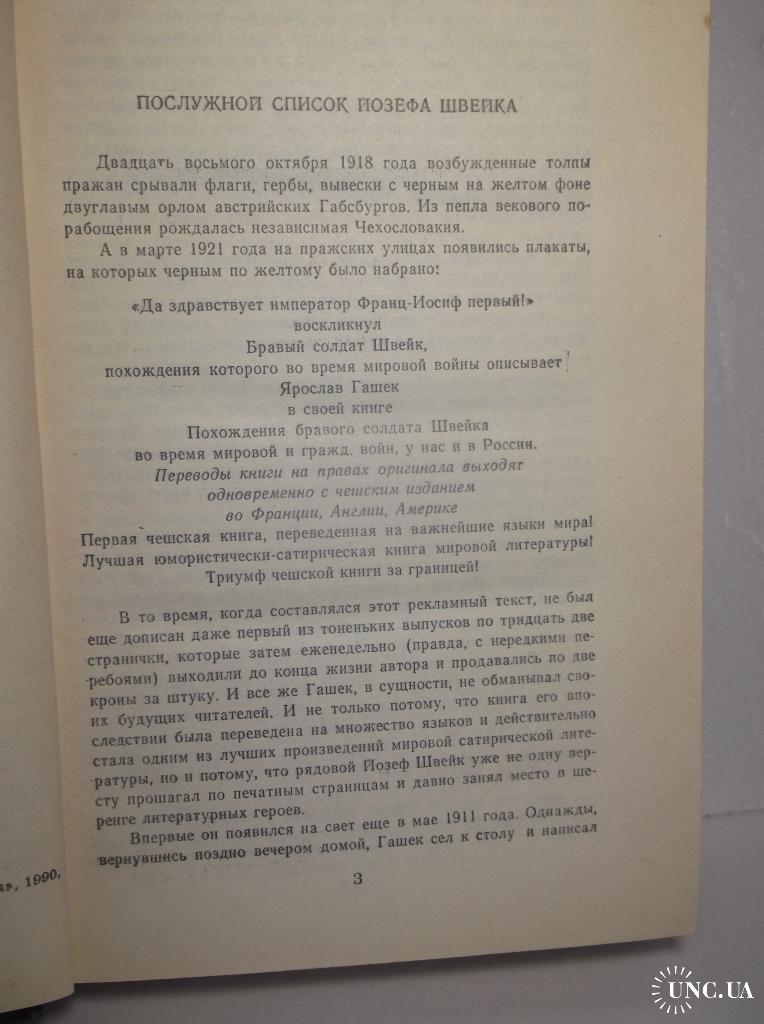 ПОСЛУЖНОЙ СПИСОК ЙОЗЕФА ШВЕЙКА
Двадцать восьмого октября 1918 года возбужденные толпы
пражан срывали флаги, гербы, вывески с черным на желтом фоне
двуглавым орлом австрийских Габсбургов. Из пепла векового по-
рабощения рождалась независимая Чехословакия.
А в марте 1921 года на пражских улицах появились плакаты,
на которых черным по желтому было набрано:
«Да здравствует император Франц-Иосиф первый!»
воскликнул
Бравый солдат Швейк,
похождения которого во время мировой войны описывает
Ярослав Гашек
в своей книге
Похождения бравого солдата Швейка
во время мировой и гражд. войн, у нас и в России.
Переводы книги на правах оригинала выходят
одновременно с чешским изданием
во Франции, Англии, Америке
Первая чешская книга, переведенная на важнейшие языки мира!
Лучшая юмористически-сатирическая книга мировой литературы!
Триумф чешской книги за границей!
В то время, когда составлялся этот рекламный текст, не был
еще дописан даже первый из тоненьких выпусков по тридцать две
странички, которые затем еженедельно (правда, с нередкими пе-
ребоями) выходили до конца жизни автора и продавались по две
кроны за штуку. И все же Гашек, в сущности, не обманывал сво-
их будущих читателей. И не только потому, что книга его впо-
следствии была переведена на множество языков и действительно
стала одним из лучших произведений мировой сатирической лите-
ратуры, но и потому, что рядовой Йозеф Швейк уже не одну вер-
сту прошагал по печатным страницам и давно занял место в ше-
ренге литературных героев.
Впервые он появился на свет еще в мае 1911 года. Однажды,
вернувшись поздно вечером домой, Гашек сел к столу и написал
а», 1990,
3
UNC.UA